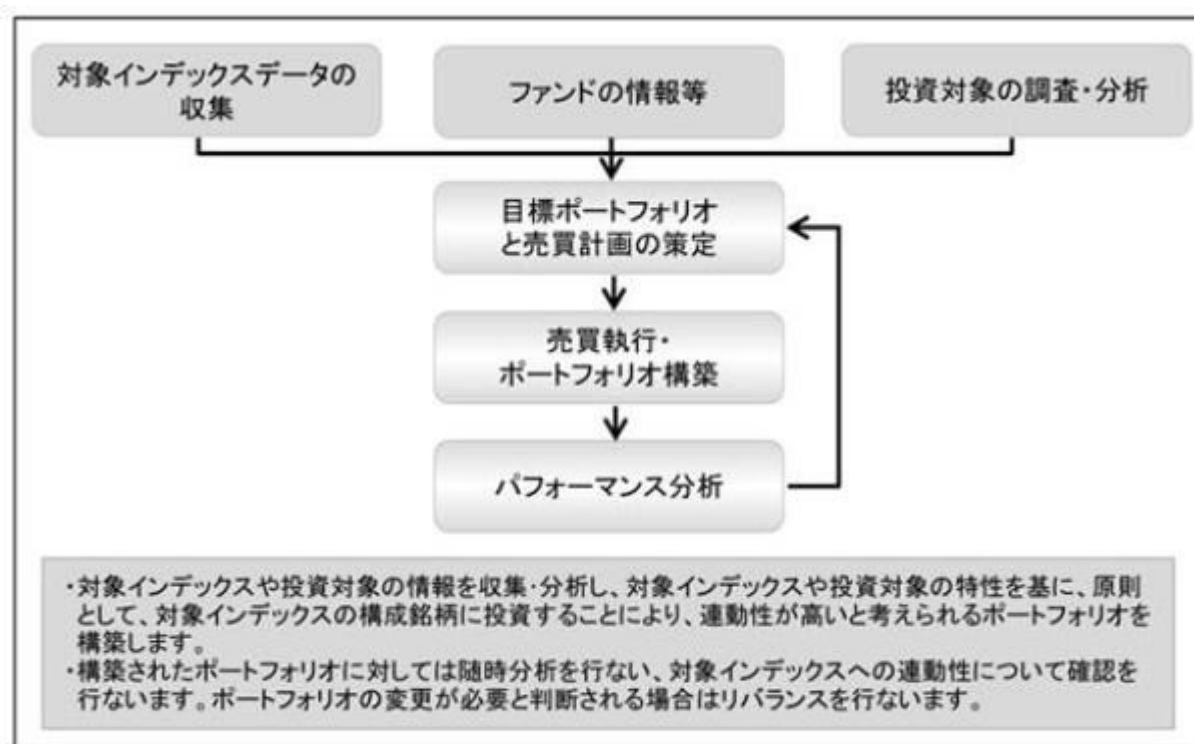 対象インデックスデータの
収集
ファンドの情報等
投資対象の調査・分析
目標ポートフォリオ
と売買計画の策定
売買執行・
ポートフォリオ構築
パフォーマンス分析
・対象インデックスや投資対象の情報を収集・分析し、対象インデックスや投資対象の特性を基に、原則
として、対象インデックスの構成銘柄に投資することにより、連動性が高いと考えられるポートフォリオを
構築します。
・構築されたポートフォリオに対しては随時分析を行ない、対象インデックスへの連動性について確認を
行ないます。ポートフォリオの変更が必要と判断される場合はリバランスを行ないます。